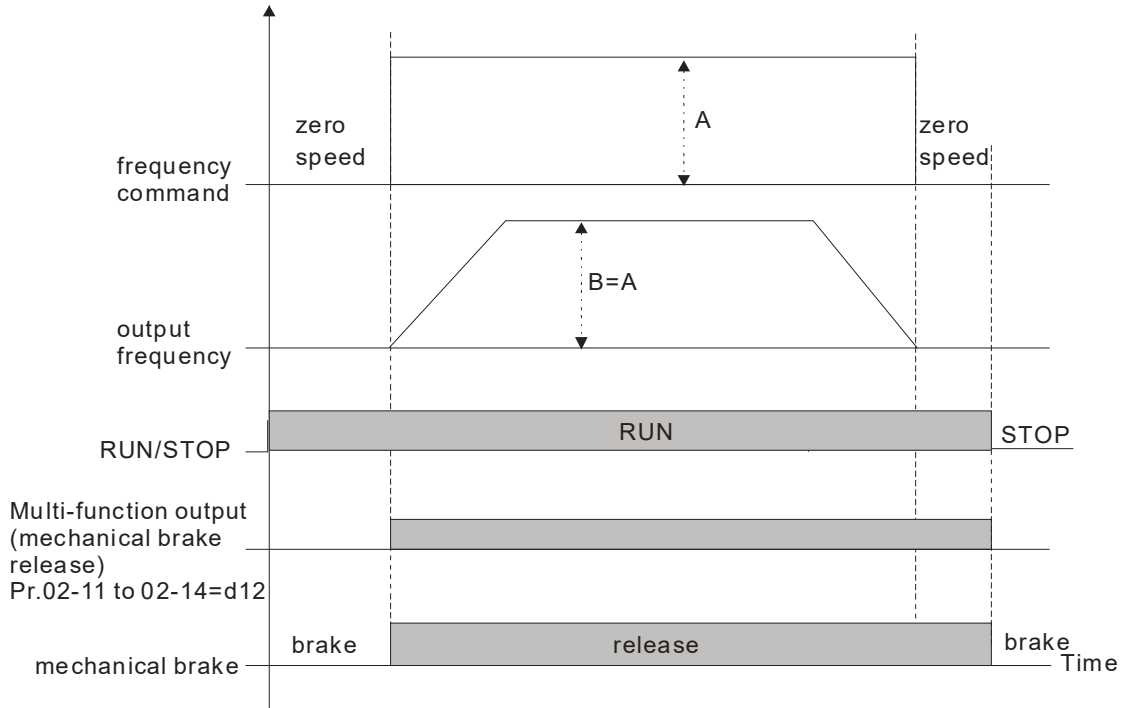 zero
speed
A
zero
speed
frequency
command
B=A
output
frequency
RUN
RUN/STOP
STOP
Multi-function output
(mechanical brake
release)
Pr.02-11 to 02-14=d12
brake
release
brake
mechanical brake
Time